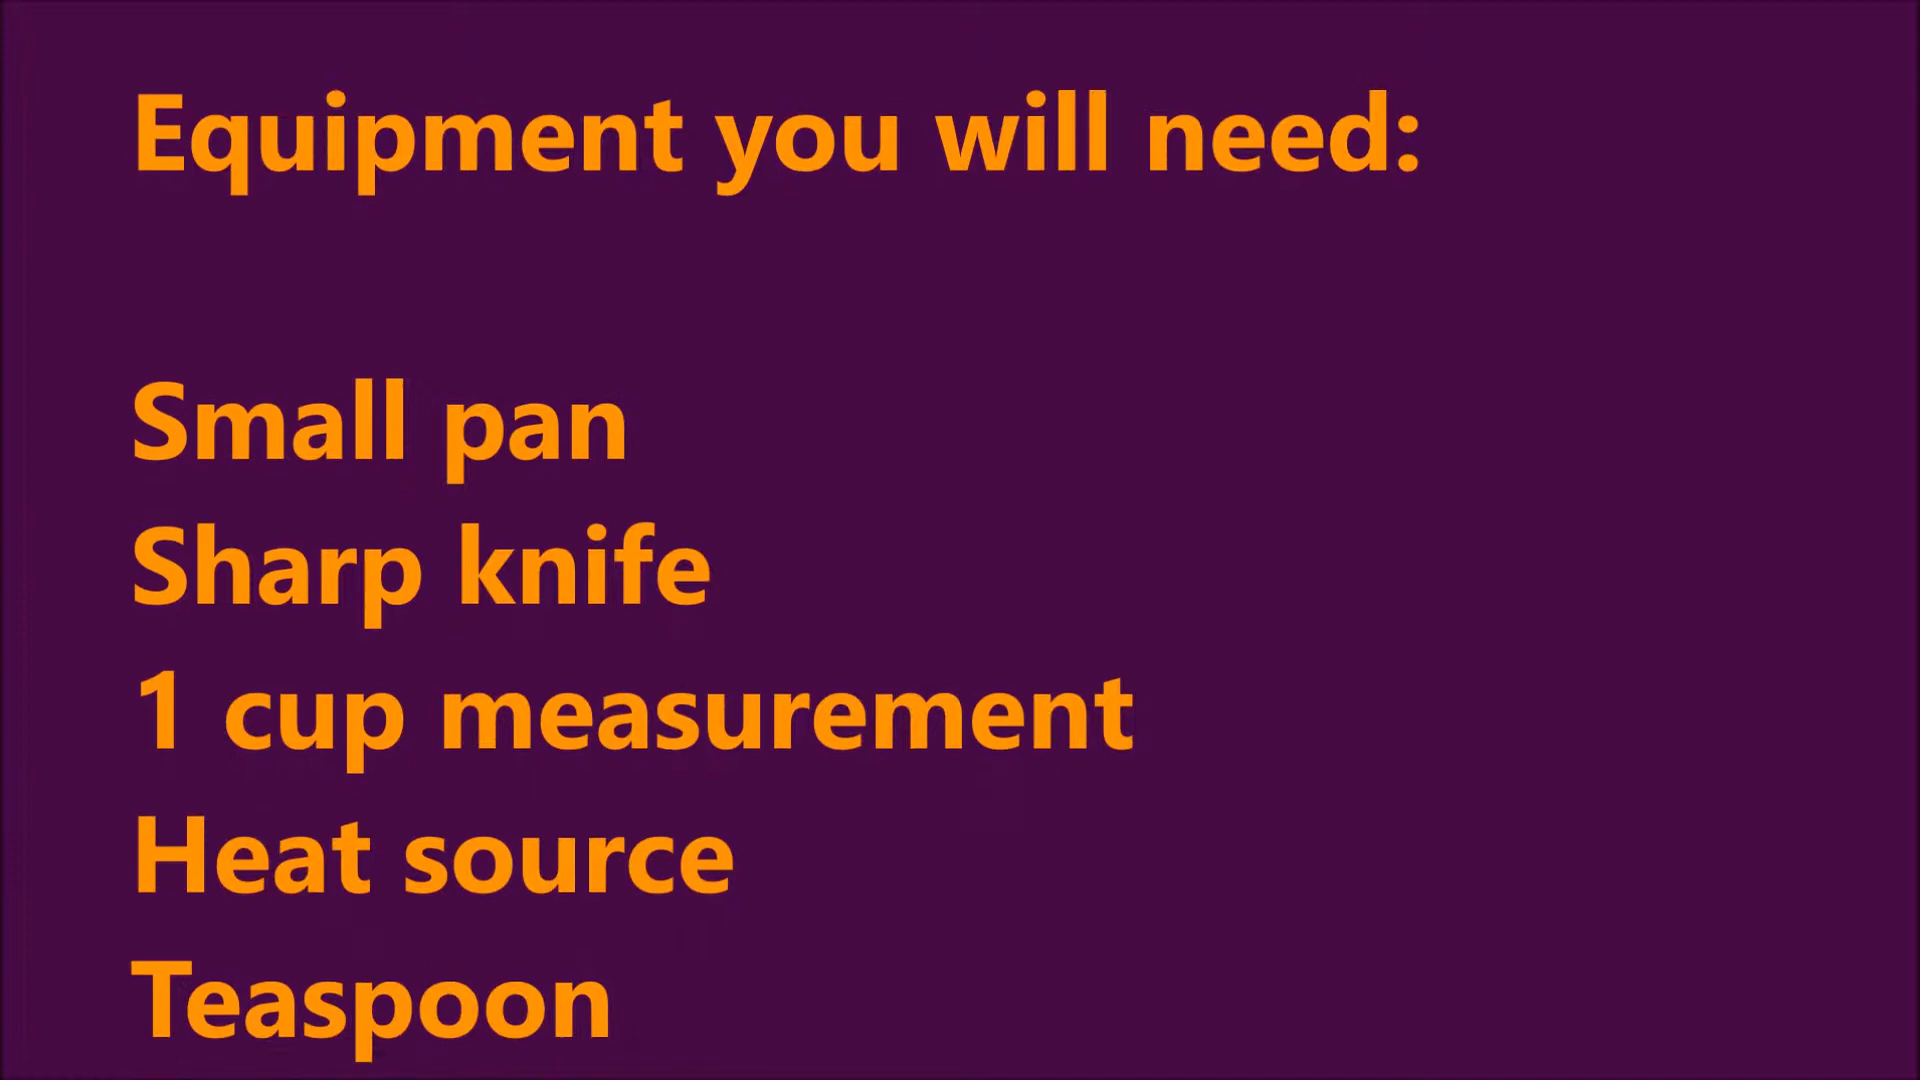 Equipment you will need:
Small pan
Sharp knife
1 cup measurement
Heat source
Teaspoon